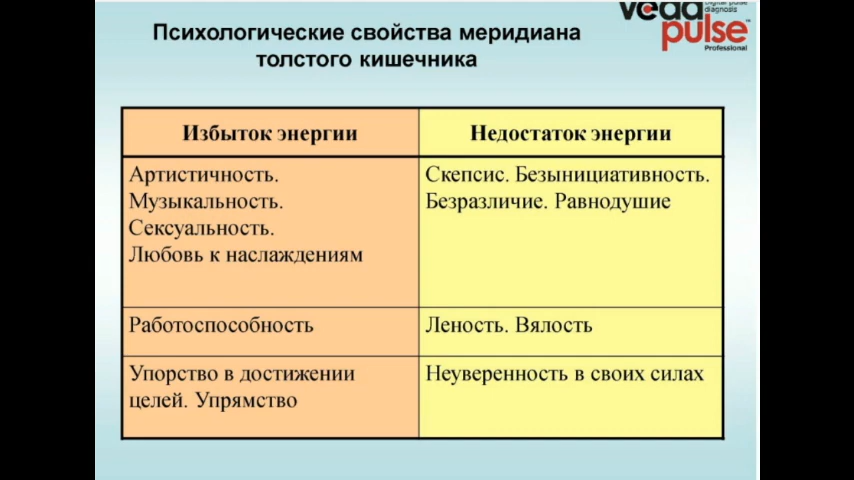 Психологические свойства меридиана
толстого кишечника
veda
pulse
diagnosis
Professional
Избыток энергии
Недостаток энергии
Артистичность.
Музыкальность.
Сексуальность.
Любовь к наслаждениям
Скепсис. Безынициативность.
Безразличие. Равнодушие
Работоспособность
Леность. Вялость
Упорство в достижении
целей. Упрямство
Неуверенность в своих силах